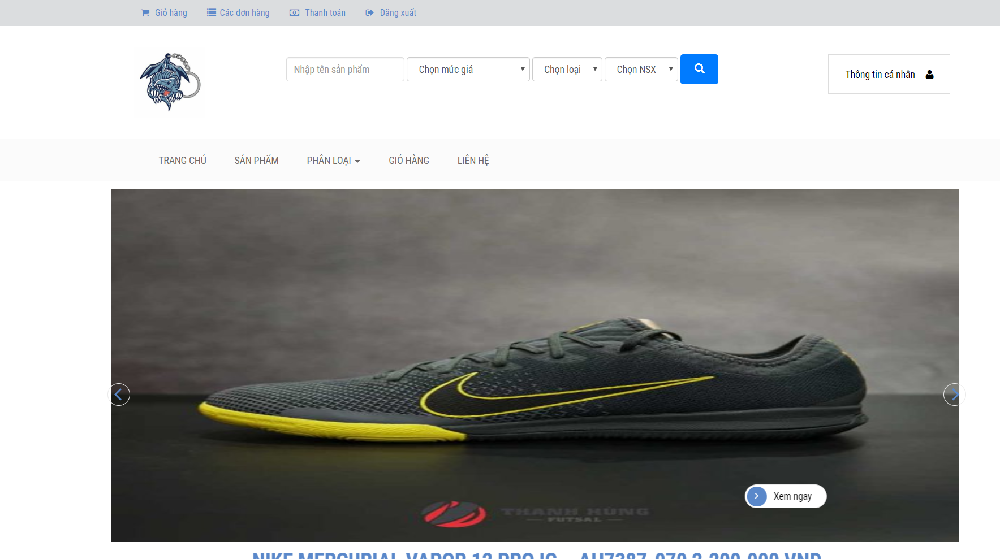 Giỏ hàng
Các đơn hàng
Thanh toán
Đăng xuất
Nhập tên sản phẩm
Chọn mức giá
Chọn loại
Chọn NSX
Thông tin cá nhân
TRANG CHỦ
SẢN PHẨM
PHÂN LOẠI
GIỎ HÀNG
LIÊN HỆ
Xem ngay
THANH HÙNG
FUTSAL
NIKE MERCURIAL VAPOR 12 PRO IC – AH7387-070 2.200.000 VND